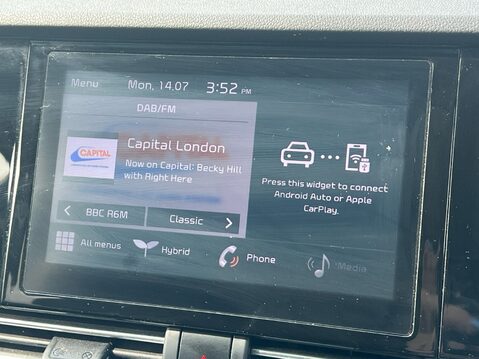 Menu Mon. 14.07 3:52 PM
DAB/FM
CAPITAL
Capital London
Now on Capital: Becky Hill
with Right Here
Press this widget to connect
Android Auto or Apple
CarPlay.
BBC R6M Classic
All menus Hybrid Phone Media